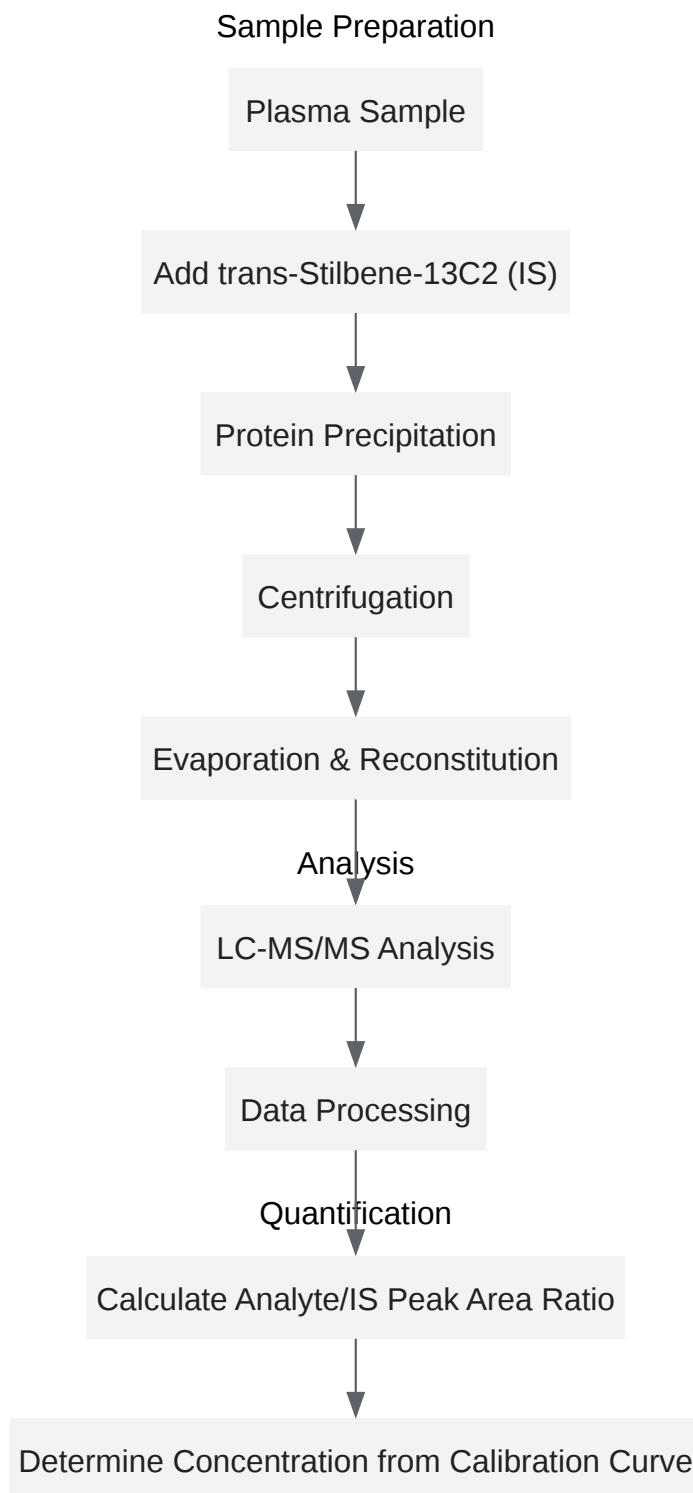 Sample Preparation
Plasma Sample
Add trans-Stilbene-13C2 (IS)
Protein Precipitation
Centrifugation
Evaporation & Reconstitution
Analysis
LC-MS/MS Analysis
Data Processing
Quantification
Calculate Analyte/IS Peak Area Ratio
Determine Concentration from Calibration Curve